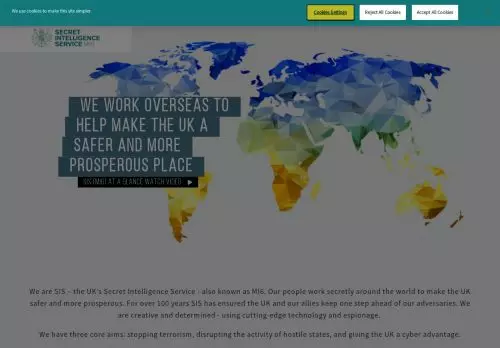 We use cookies to make this site simpler.
Cookies Settings
Reject All Cookies
Accept All Cookies
SECRET
INTELLIGENCE
SERVICE MI6
WE WORK OVERSEAS TO
HELP MAKE THE UK A
SAFER AND MORE
PROSPEROUS PLACE
SIS (MI6) AT A GLANCE WATCH VIDEO
We are SIS – the UK's Secret Intelligence Service - also known as MI6. Our people work secretly around the world to make the UK
safer and more prosperous. For over 100 years SIS has ensured the UK and our allies keep one step ahead of our adversaries. We
are creative and determined - using cutting-edge technology and espionage.
We have three core aims: stopping terrorism, disrupting the activity of hostile states, and giving the UK a cyber advantage.